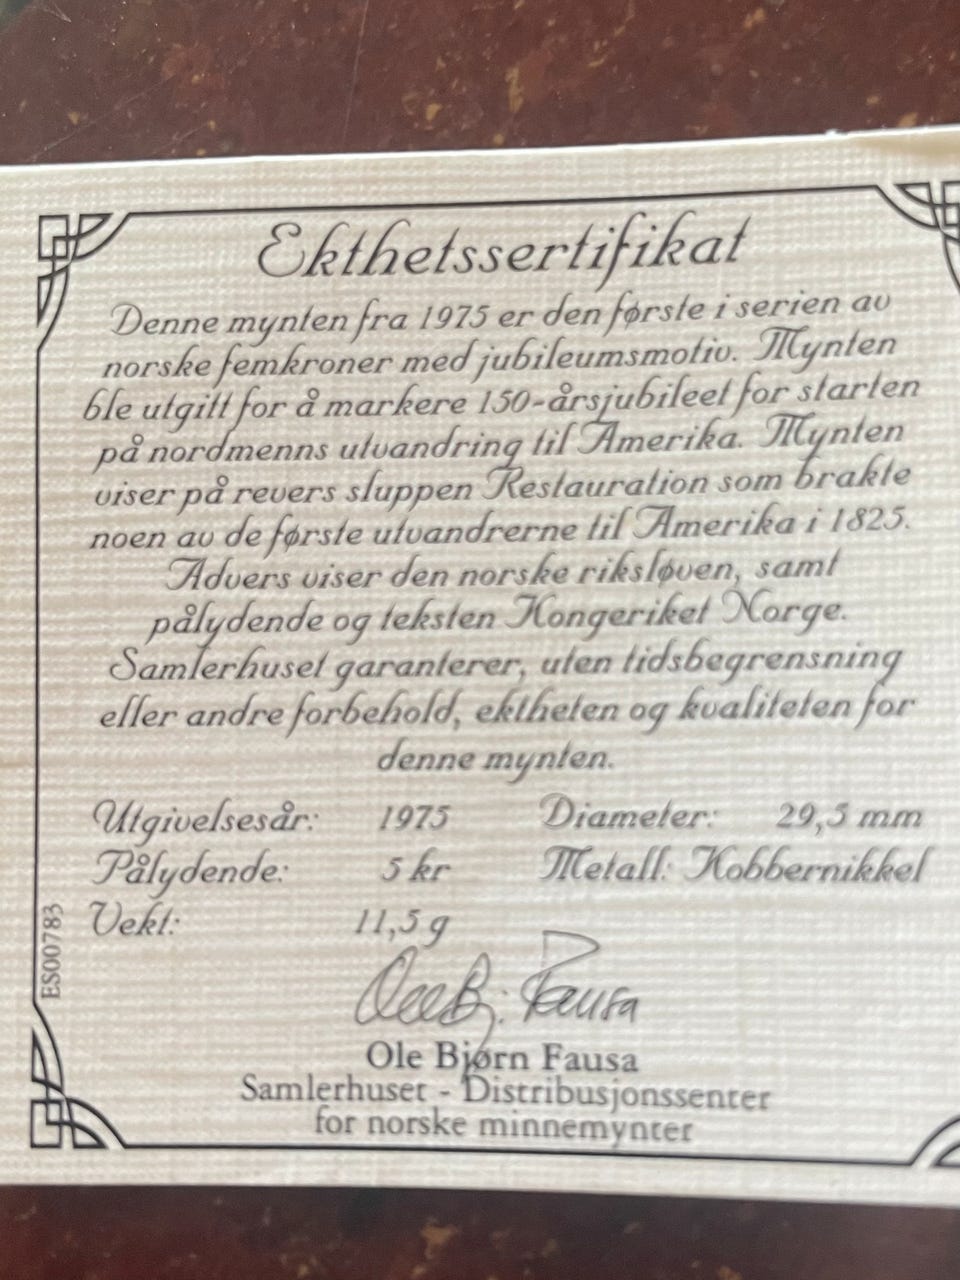 Ekthetssertifikat
Denne mynten fra 1975 er den første i serien av
norske femkroner med jubileumsmotiv. Mynten
ble utgitt for å markere 150-årsjubileet for starten
på nordmenns utvandring til Amerika. Mynten
viser på revers sluppen Restauration som brakte
noen av de første utvandrerne til Amerika i 1825.
Advers viser den norske riksløven, samt
pålydende og teksten Kongeriket Norge.
Samlerhuset garanterer, uten tidsbegrensning
eller andre forbehold, ektheten og kvaliteten for
denne mynten.
Utgivelsesår: 1975 Diameter: 29,5 mm
Pålydende: 5 kr Metall: Kobbernikkel
Vekt: 11,5 g
ES00783
Ole Bj. Fausa
Ole Bjørn Fausa
Samlerhuset - Distribusjonssenter
for norske minnemynter